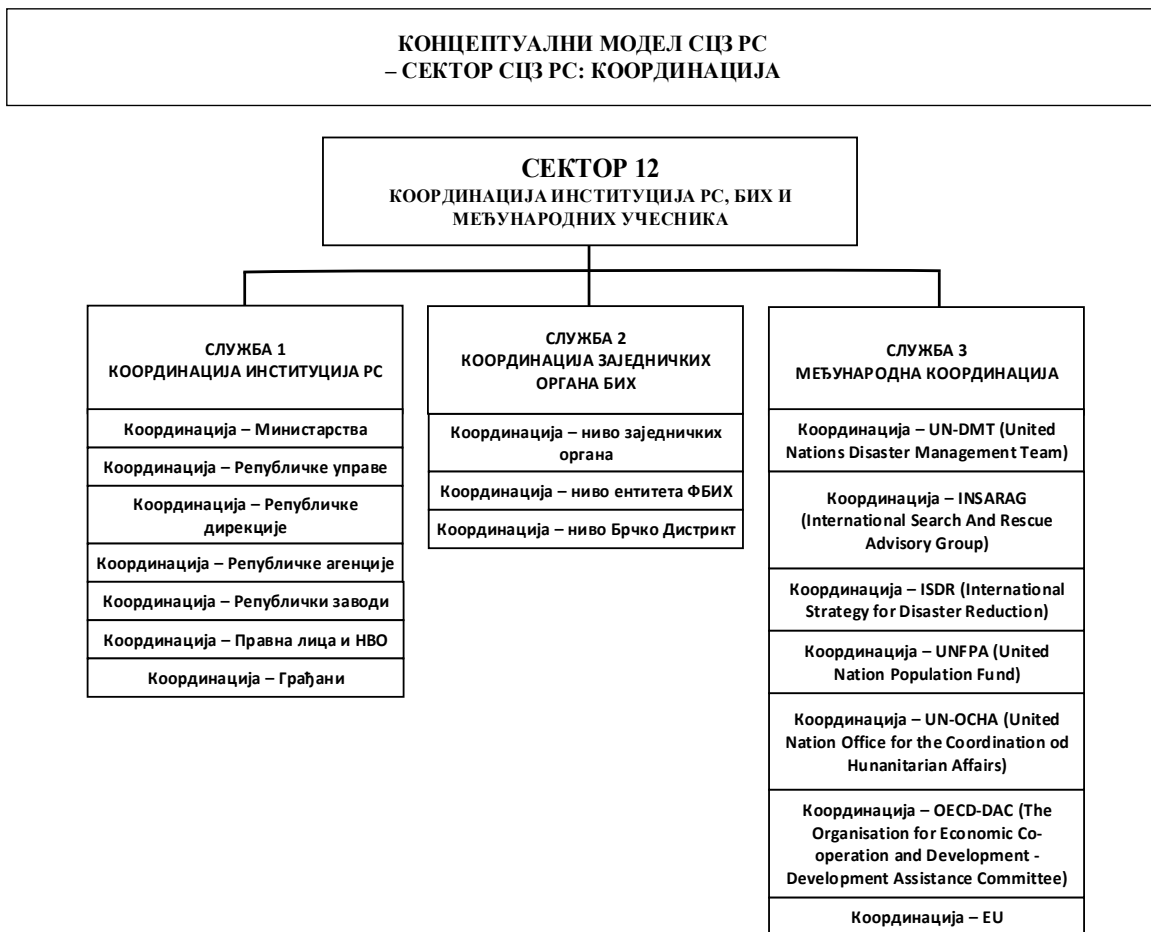 КОНЦЕПТУАЛНИ МОДЕЛ СЦЗ РС
– СЕКТОР СЦЗ РС: КООРДИНАЦИЈА
СЕКТОР 12
КООРДИНАЦИЈА ИНСТИТУЦИЈА РС, БИХ И
МЕЂУНАРОДНИХ УЧЕСНИКА
СЛУЖБА 1
КООРДИНАЦИЈА ИНСТИТУЦИЈА РС
Координација – Министарства
Координација – Републичке управе
Координација – Републичке
дирекције
Координација – Републичке агенције
Координација – Републички заводи
Координација – Правна лица и НВО
Координација – Грађани
СЛУЖБА 2
КООРДИНАЦИЈА ЗАЈЕДНИЧКИХ
ОРГАНА БИХ
Координација – ниво заједничких
органа
Координација – ниво ентитета ФБИХ
Координација – ниво Брчко Дистрикт
СЛУЖБА 3
МЕЂУНАРОДНА КООРДИНАЦИЈА
Координација – UN-DMT (United
Nations Disaster Management Team)
Координација – INSARAG
(International Search And Rescue
Advisory Group)
Координација – ISDR (International
Strategy for Disaster Reduction)
Координација – UNFPA (United
Nation Population Fund)
Координација – UN-OCHA (United
Nation Office for the Coordination od
Hunanitarian Affairs)
Координација – OECD-DAC (The
Organisation for Economic Co-
operation and Development -
Development Assistance Committee)
Координација – EU